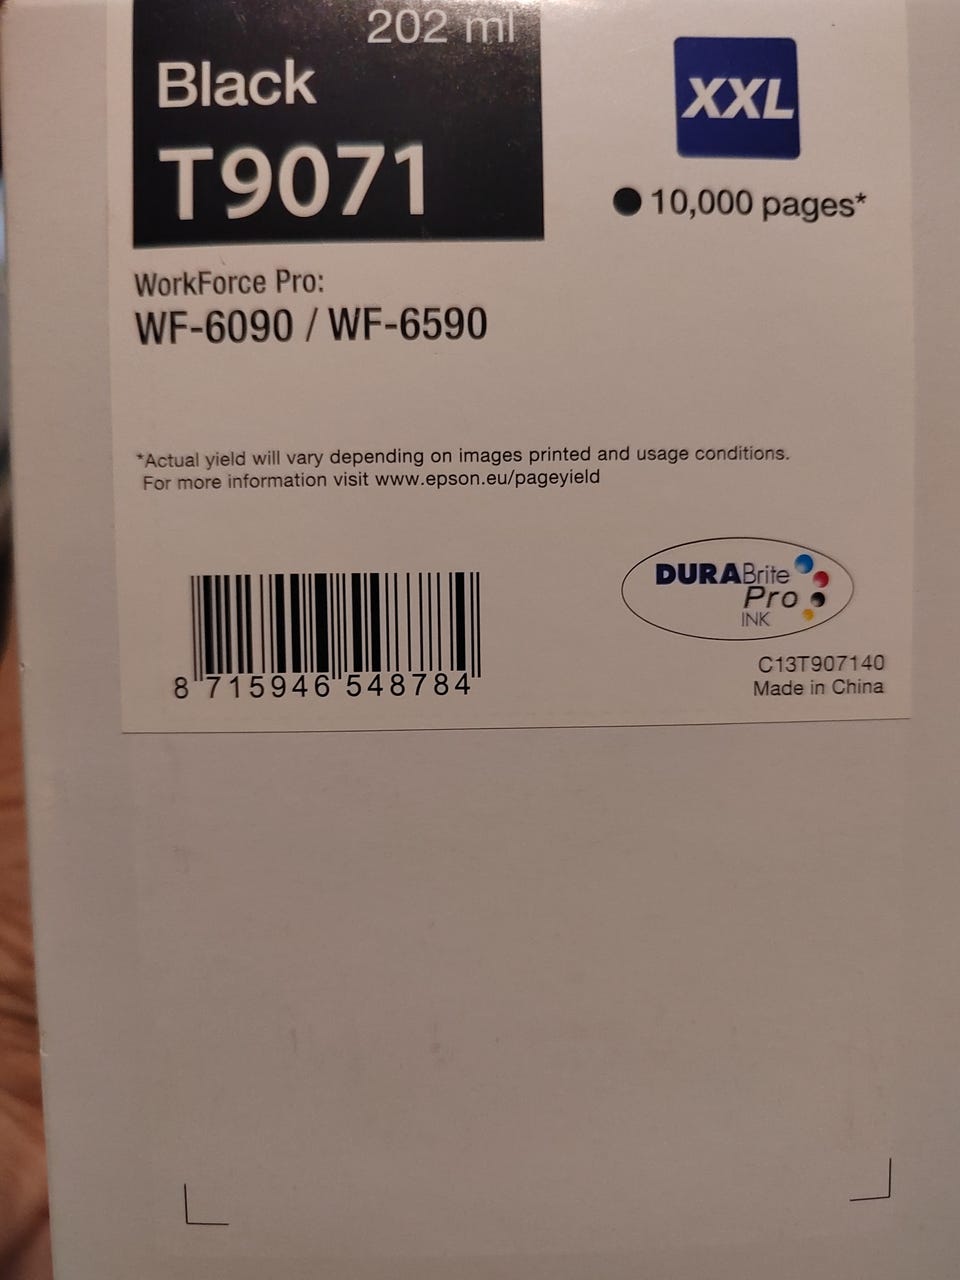 202 ml
Black
T9071
XXL
10,000 pages*
WorkForce Pro:
WF-6090 / WF-6590
*Actual yield will vary depending on images printed and usage conditions.
For more information visit www.epson.eu/pageyield
DURABrite
Pro
INK
8 715946 548784
C13T907140
Made in China